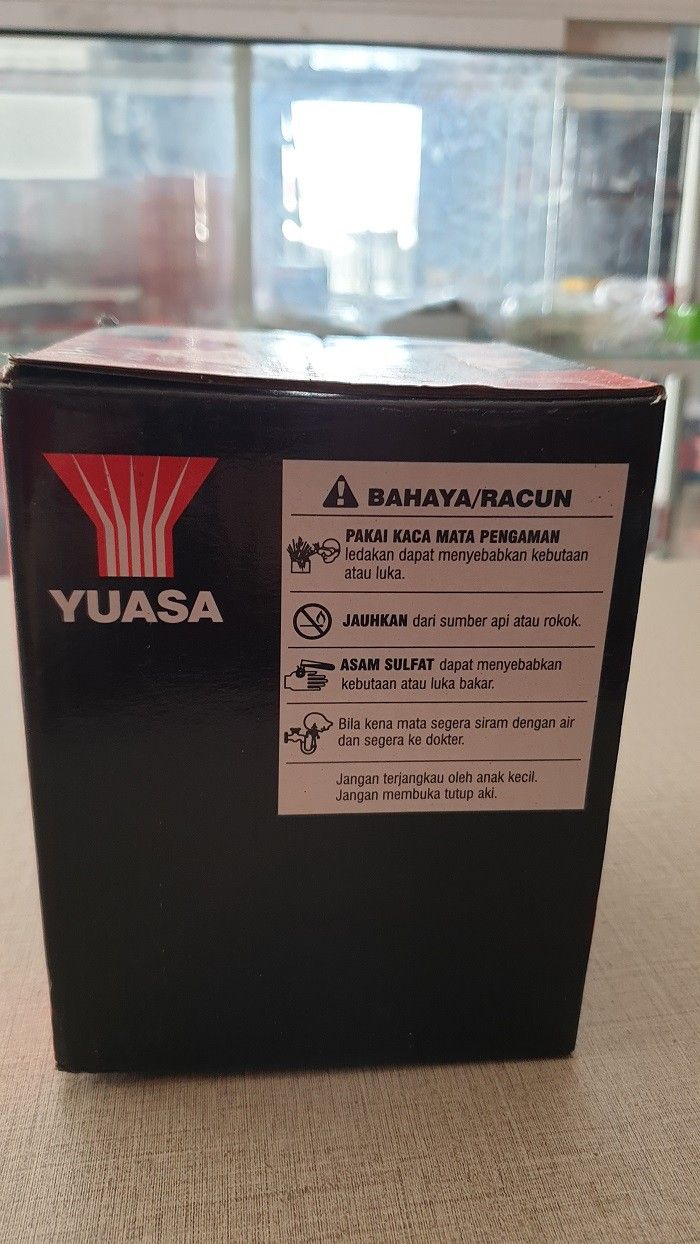 YUASA
BAHAYA/RACUN
PAKAI KACA MATA PENGAMAN
ledakan dapat menyebabkan kebutaan
atau luka.
JAUHKAN dari sumber api atau rokok.
ASAM SULFAT dapat menyebabkan
kebutaan atau luka bakar.
Bila kena mata segera siram dengan air
dan segera ke dokter.
Jangan terjangkau oleh anak kecil.
Jangan membuka tutup aki.